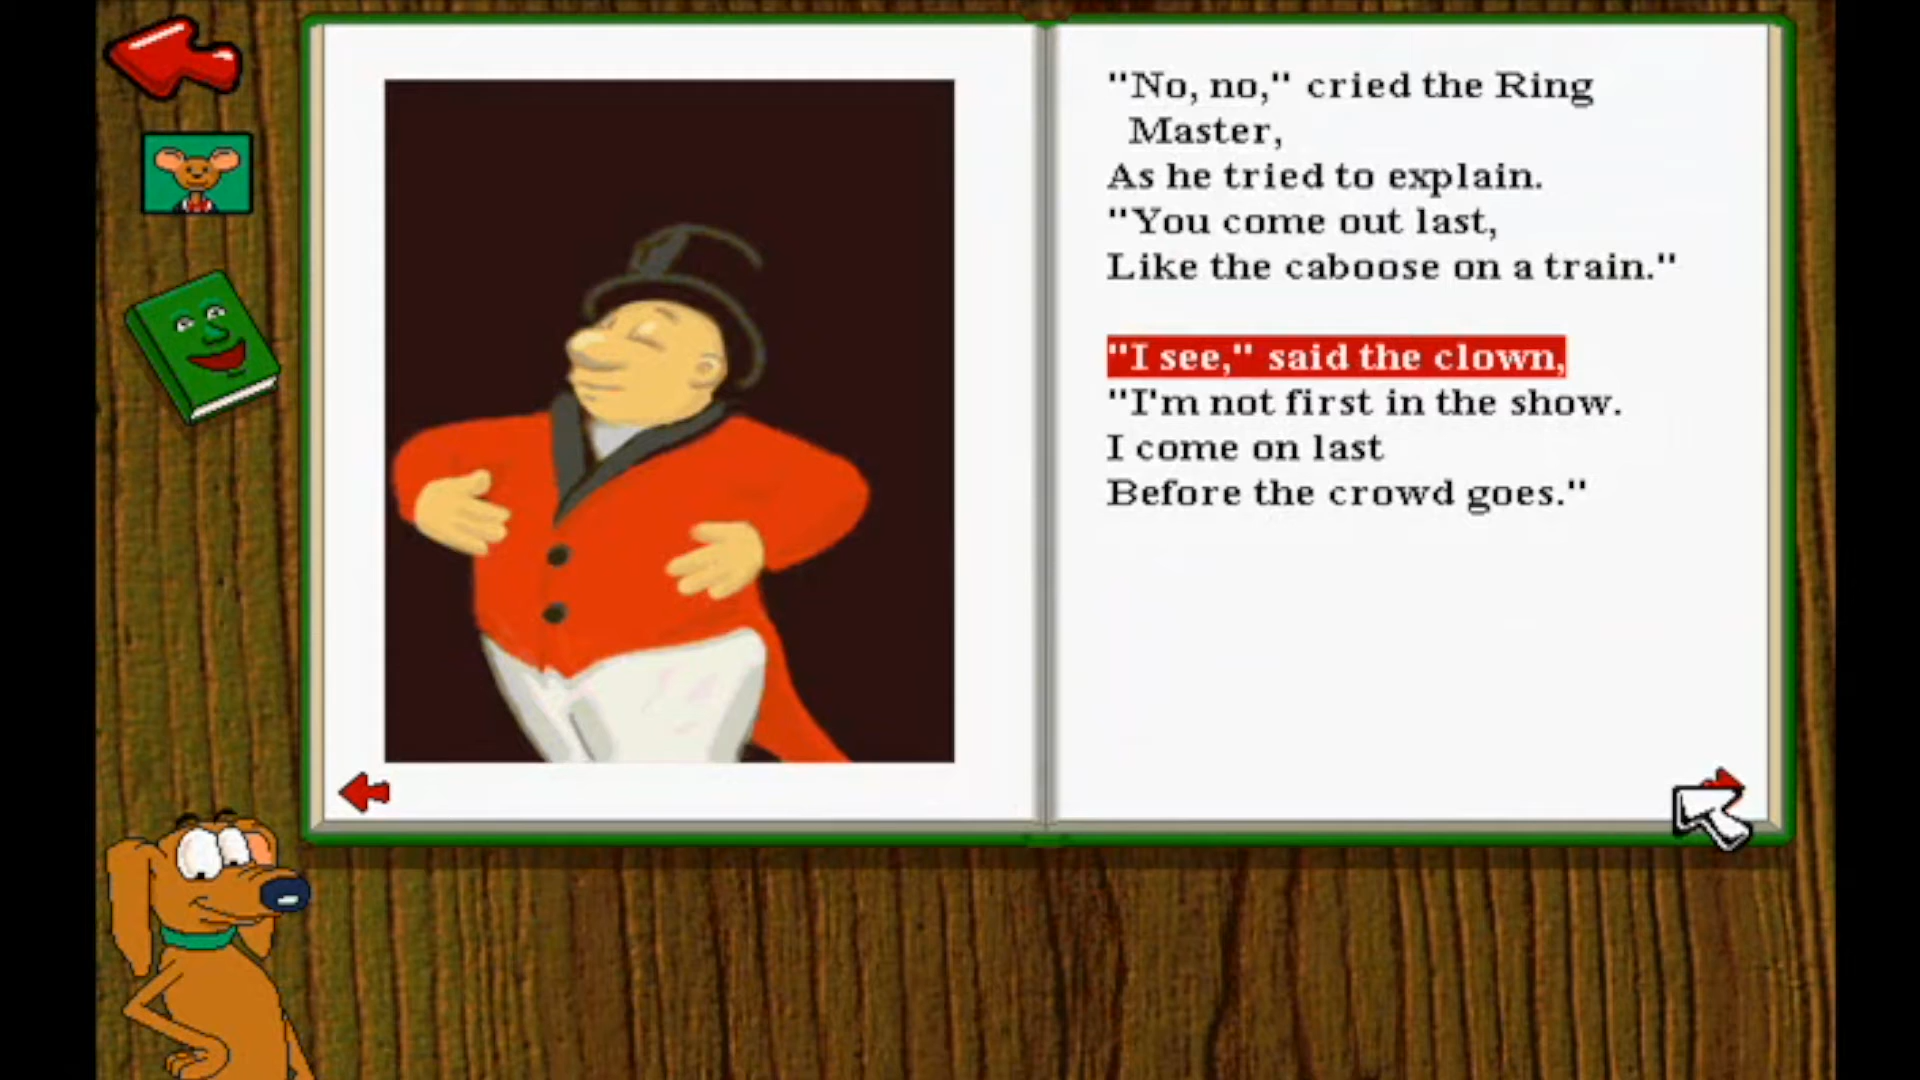 "No, no," cried the Ring
Master,
As he tried to explain.
"You come out last,
Like the caboose on a train."
"I see," said the clown,
"I'm not first in the show.
I come on last
Before the crowd goes."